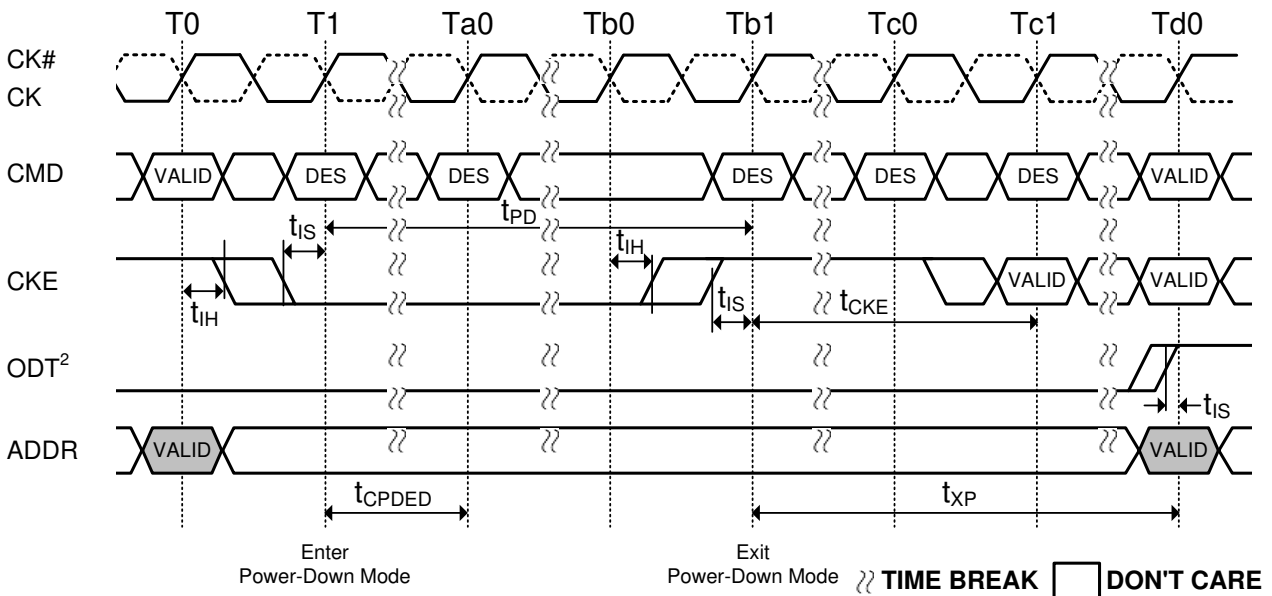 T0 T1 Ta0 Tb0 Tb1 Tc0 Tc1 Td0
CK#
CK
CMD VALID DES DES DES DES DES VALID
tPD
tIS tIH
CKE VALID VALID
tIH tIS tCKE
ODT2
tIS
ADDR VALID VALID
tCPDED tXP
Enter
Power-Down Mode
Exit
Power-Down Mode
TIME BREAK DON'T CARE